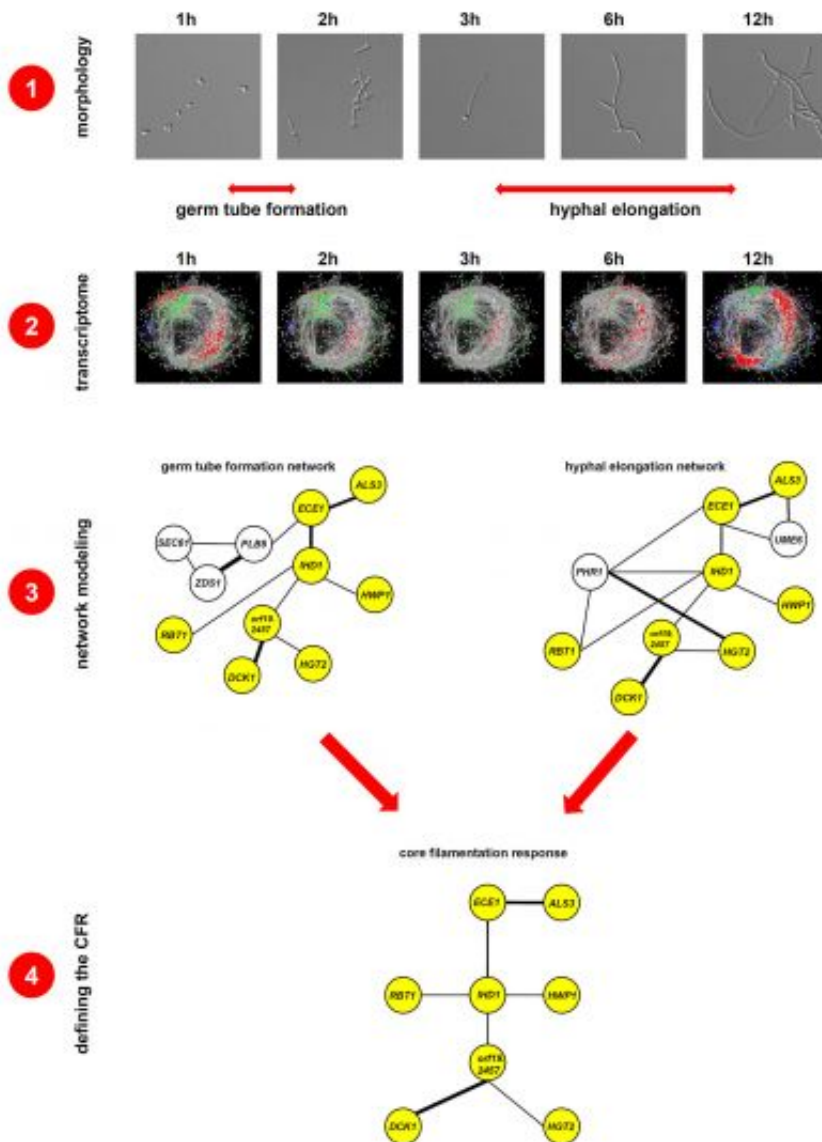 1h 2h 3h 6h 12h
1
morphology
germ tube formation hyphal elongation
1h 2h 3h 6h 12h
2
transcriptome
germ tube formation network
ALS3
ECE1
SEC61
PLB5
ZDS1
IHD1
HWP1
RBT1
orf19.
2457
HGT2
DCK1
hyphal elongation network
ALS3
ECE1
UME6
PHR1
IHD1
HWP1
orf19.
2457
RBT1
HGT2
DCK1
3
network modeling
core filamentation response
ECE1 ALS3
4
defining the CFR
RBT1 IHD1 HWP1
orf19.
2457
DCK1 HGT2